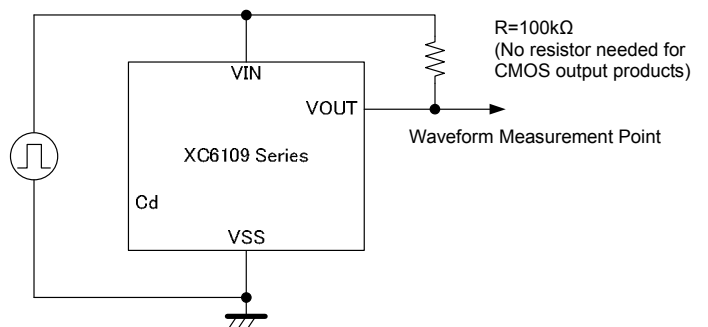 R=100kΩ
(No resistor needed for
CMOS output products)
VIN
VOUT
Waveform Measurement Point
XC6109 Series
Cd
VSS